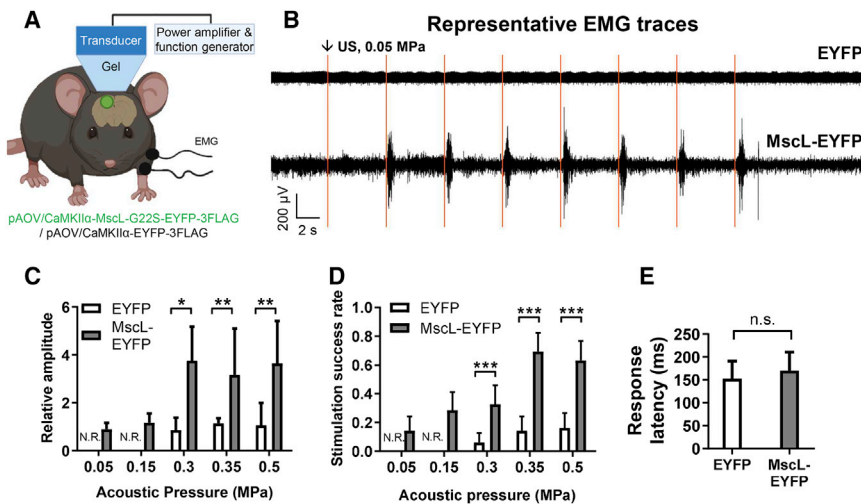 A
Transducer
Power amplifier &
function generator
Gel
EMG
pAOV/CaMKIIα-MscL-G22S-EYFP-3FLAG
/ pAOV/CaMKIIα-EYFP-3FLAG
B
Representative EMG traces
US, 0.05 MPa
EYFP
MscL-EYFP
200 µV
2 s
C
EYFP
MscL-
EYFP
* ** **
Relative amplitude
6
4
2
0
N.R. N.R.
0.05 0.15 0.3 0.35 0.5
Acoustic Pressure (MPa)
D
EYFP
MscL-EYFP
*** *** ***
Stimulation success rate
1.0
0.8
0.6
0.4
0.2
0.0
N.R. N.R.
0.05 0.15 0.3 0.35 0.5
Acoustic pressure (MPa)
E
n.s.
Response
latency (ms)
250
200
150
100
50
0
EYFP MscL-
EYFP